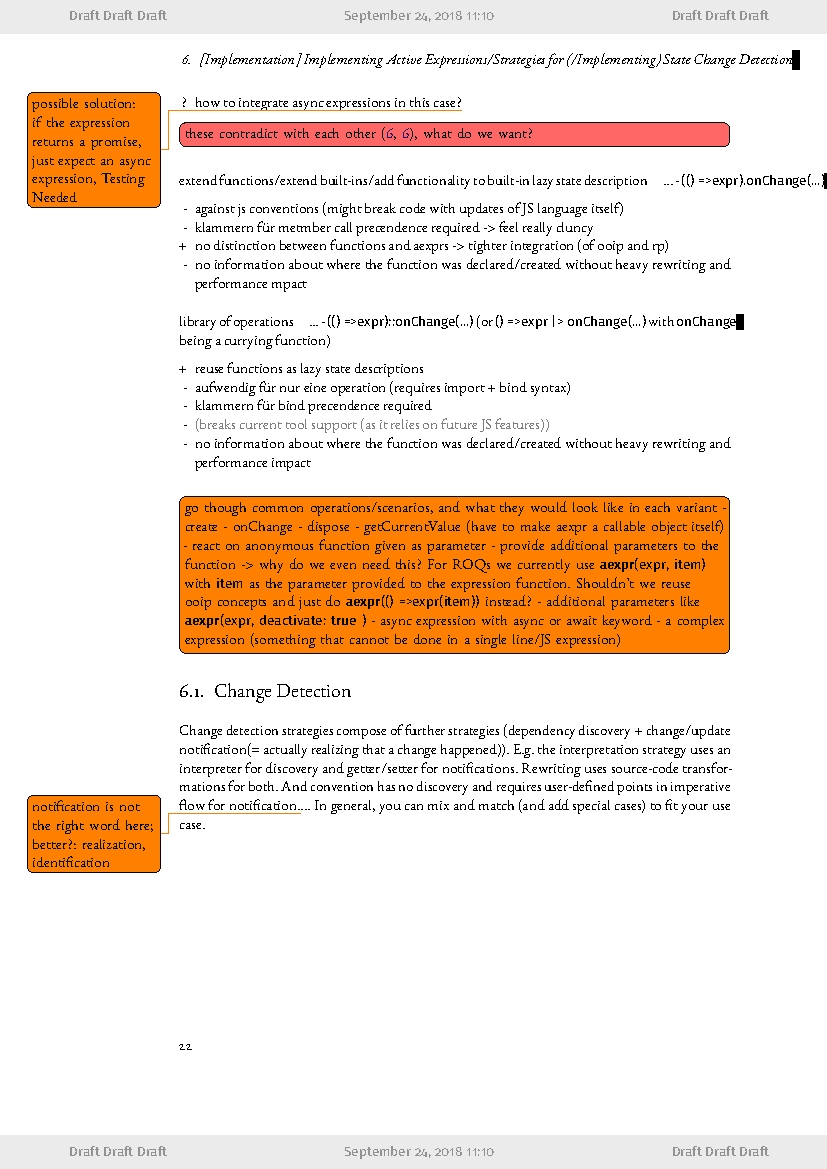 Draft Draft Draft September 24, 2018 11:10 Draft Draft Draft
6. [Implementation] Implementing Active Expressions/Strategies for (/Implementing) State Change Detection
possible solution:
if the expression
returns a promise,
just expect an async
expression, Testing
Needed
? how to integrate async expressions in this case?
these contradict with each other (6, 6), what do we want?
extend functions/extend built-ins/add functionality to built-in lazy state description ... -(() =>expr).onChange(...)
- against js conventions (might break code with updates of JS language itself)
- klammern für metmber call precendence required -> feel really cluncy
+ no distinction between functions and aexprs -> tighter integration (of ooip and rp)
- no information about where the function was declared/created without heavy rewriting and
performance mpact
library of operations ... -(() =>expr)::onChange(...) (or () =>expr |> onChange(...) with onChange
being a currying function)
+ reuse functions as lazy state descriptions
- aufwendig für nur eine operation (requires import + bind syntax)
- klammern für bind precendence required
- (breaks current tool support (as it relies on future JS features))
- no information about where the function was declared/created without heavy rewriting and
performance impact
go though common operations/scenarios, and what they would look like in each variant -
create - onChange - dispose - getCurrentValue (have to make aexpr a callable object itself)
- react on anonymous function given as parameter - provide additional parameters to the
function -> why do we even need this? For ROQs we currently use aexpr(expr, item)
with item as the parameter provided to the expression function. Shouldn't we reuse
ooip concepts and just do aexpr(() =>expr(item)) instead? - additional parameters like
aexpr(expr, deactivate: true ) - async expression with async or await keyword - a complex
expression (something that cannot be done in a single line/JS expression)
6.1. Change Detection
Change detection strategies compose of further strategies (dependency discovery + change/update
notification(= actually realizing that a change happened)). E.g. the interpretation strategy uses an
interpreter for discovery and getter/setter for notifications. Rewriting uses source-code transfor-
mations for both. And convention has no discovery and requires user-defined points in imperative
flow for notification.... In general, you can mix and match (and add special cases) to fit your use
case.
notification is not
the right word here;
better?: realization,
identification
22
Draft Draft Draft September 24, 2018 11:10 Draft Draft Draft